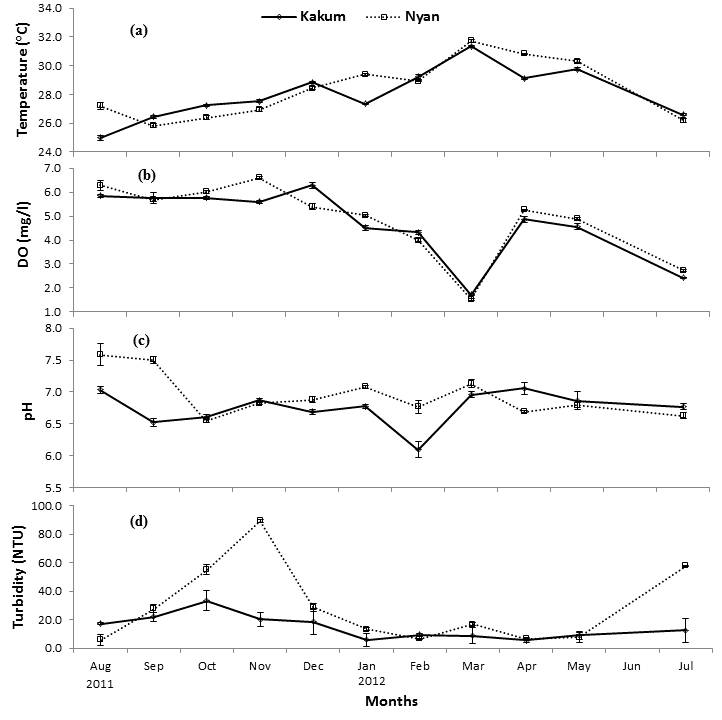 Kakum Nyan
(a)
Temperature (°C)
34.0
32.0
30.0
28.0
26.0
24.0
(b)
DO (mg/l)
7.0
6.0
5.0
4.0
3.0
2.0
1.0
(c)
pH
8.0
7.5
7.0
6.5
6.0
5.5
(d)
Turbidity (NTU)
100.0
80.0
60.0
40.0
20.0
0.0
Aug Sep Oct Nov Dec Jan Feb Mar Apr May Jun Jul
2011 2012
Months